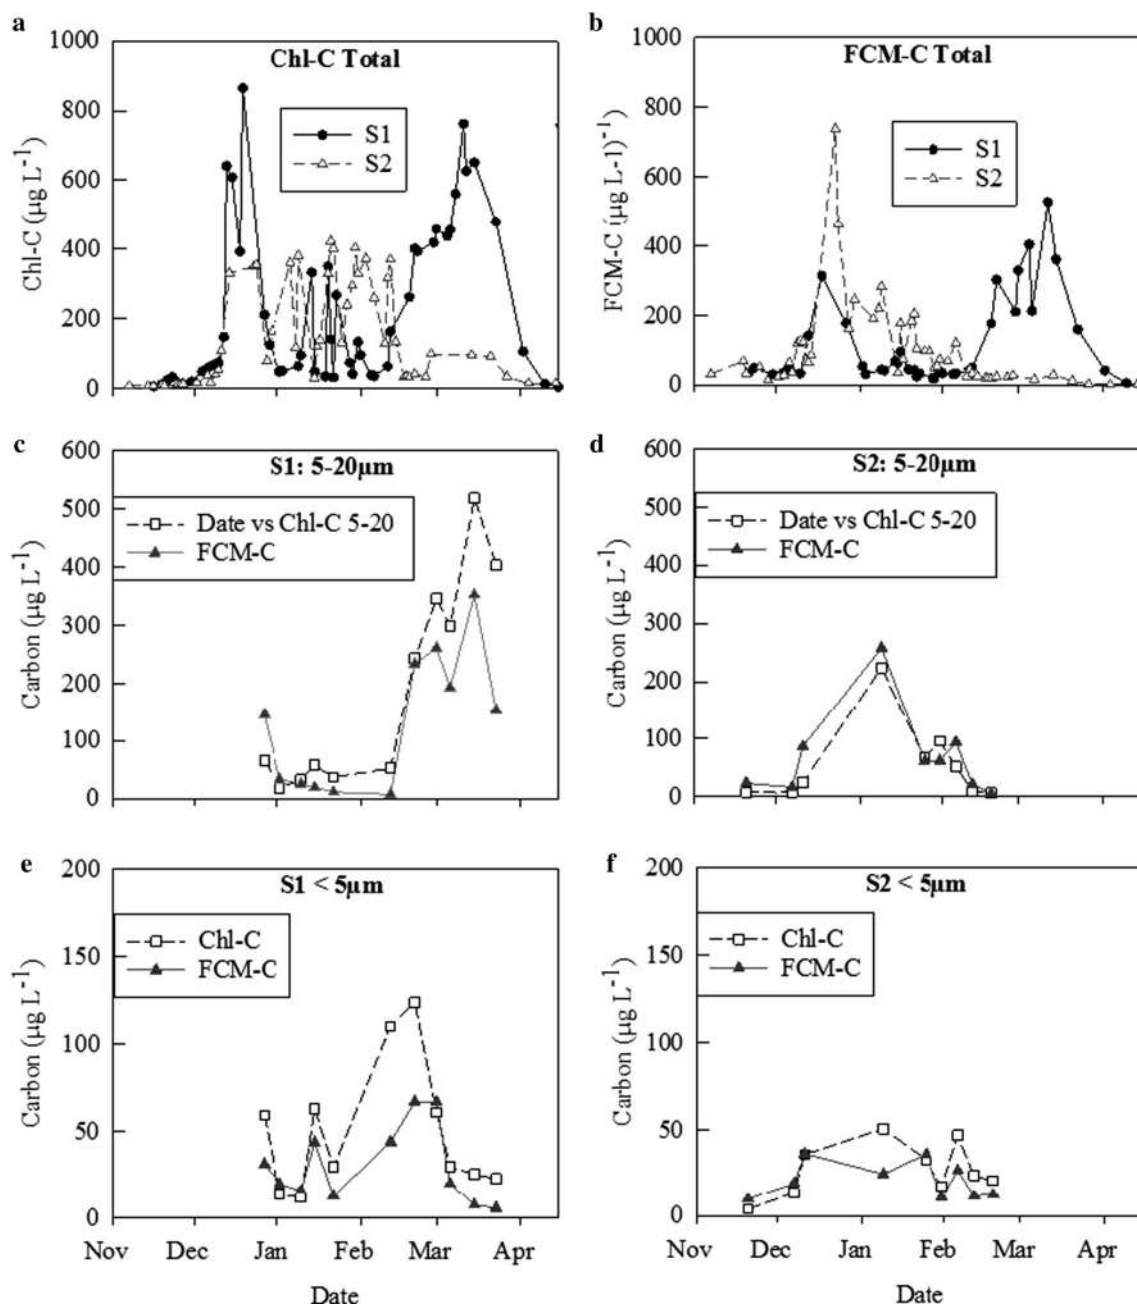 a
Chl-C Total
1000
800
600
400
200
0
Chl-C (µg L⁻¹)
S1
S2
b
FCM-C Total
1000
800
600
400
200
0
FCM-C (µg L-1)⁻¹
S1
S2
c
S1: 5-20µm
600
500
400
300
200
100
0
Carbon (µg L⁻¹)
Date vs Chl-C 5-20
FCM-C
d
S2: 5-20µm
600
500
400
300
200
100
0
Carbon (µg L⁻¹)
Date vs Chl-C 5-20
FCM-C
e
S1 < 5µm
200
150
100
50
0
Carbon (µg L⁻¹)
Chl-C
FCM-C
Nov Dec Jan Feb Mar Apr
Date
f
S2 < 5µm
200
150
100
50
0
Carbon (µg L⁻¹)
Chl-C
FCM-C
Nov Dec Jan Feb Mar Apr
Date